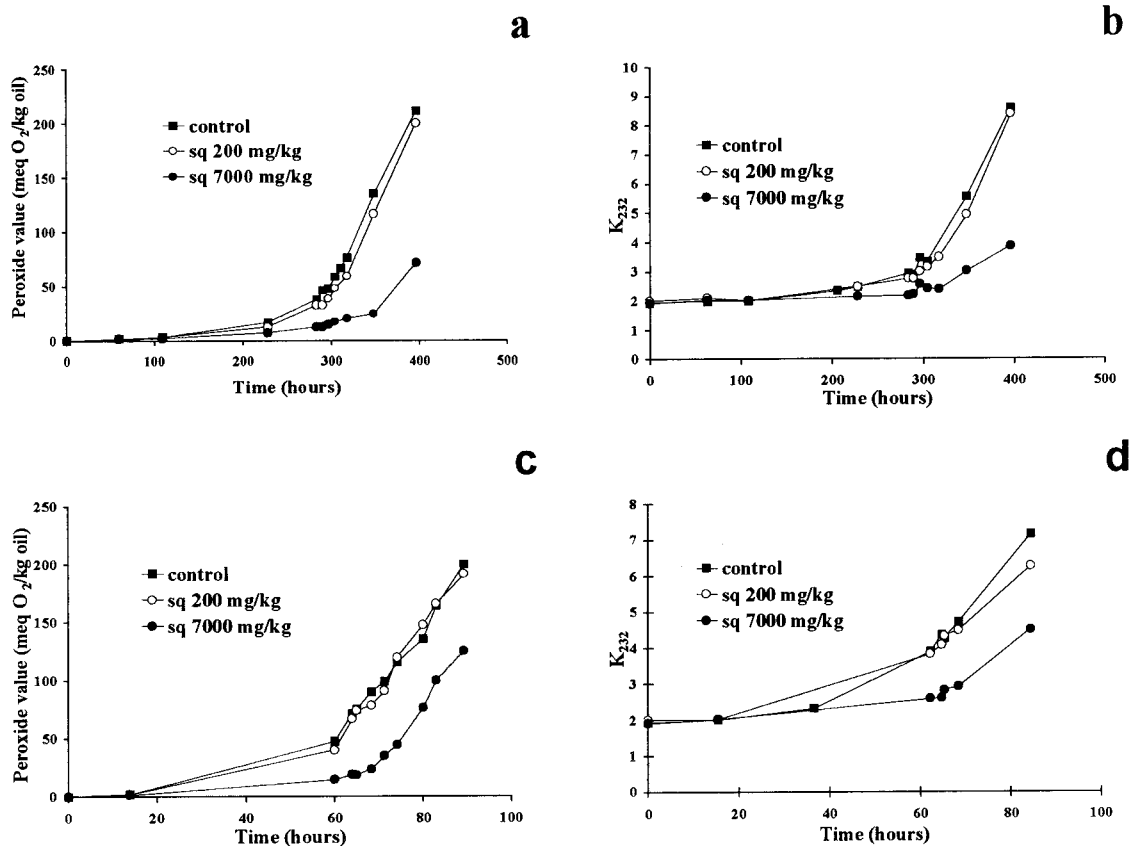 a
Peroxide value (meq O2/kg oil)
250
200
150
100
50
0
control
sq 200 mg/kg
sq 7000 mg/kg
0 100 200 300 400 500
Time (hours)
b
K232
10
9
8
7
6
5
4
3
2
1
0
control
sq 200 mg/kg
sq 7000 mg/kg
0 100 200 300 400 500
Time (hours)
c
Peroxide value (meq O2/kg oil)
250
200
150
100
50
0
control
sq 200 mg/kg
sq 7000 mg/kg
0 20 40 60 80 100
Time (hours)
d
K232
8
7
6
5
4
3
2
1
0
control
sq 200 mg/kg
sq 7000 mg/kg
0 20 40 60 80 100
Time (hours)